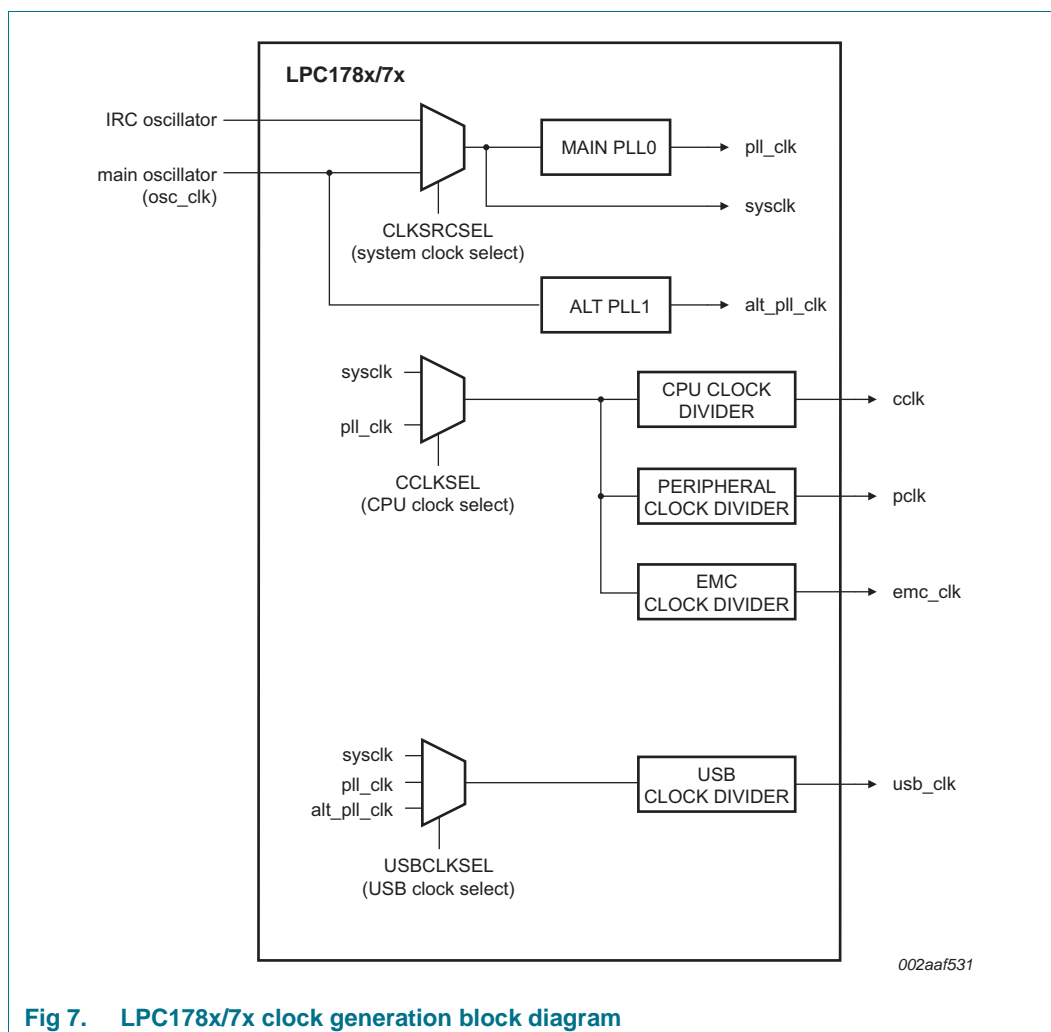 LPC178x/7x
IRC oscillator
main oscillator
(osc_clk)
CLKSRCSEL
(system clock select)
MAIN PLL0
pll_clk
sysclk
ALT PLL1
alt_pll_clk
sysclk
pll_clk
CCLKSEL
(CPU clock select)
CPU CLOCK
DIVIDER
cclk
PERIPHERAL
CLOCK DIVIDER
pclk
EMC
CLOCK DIVIDER
emc_clk
sysclk
pll_clk
alt_pll_clk
USBCLKSEL
(USB clock select)
USB
CLOCK DIVIDER
usb_clk
002aaf531
Fig 7. LPC178x/7x clock generation block diagram